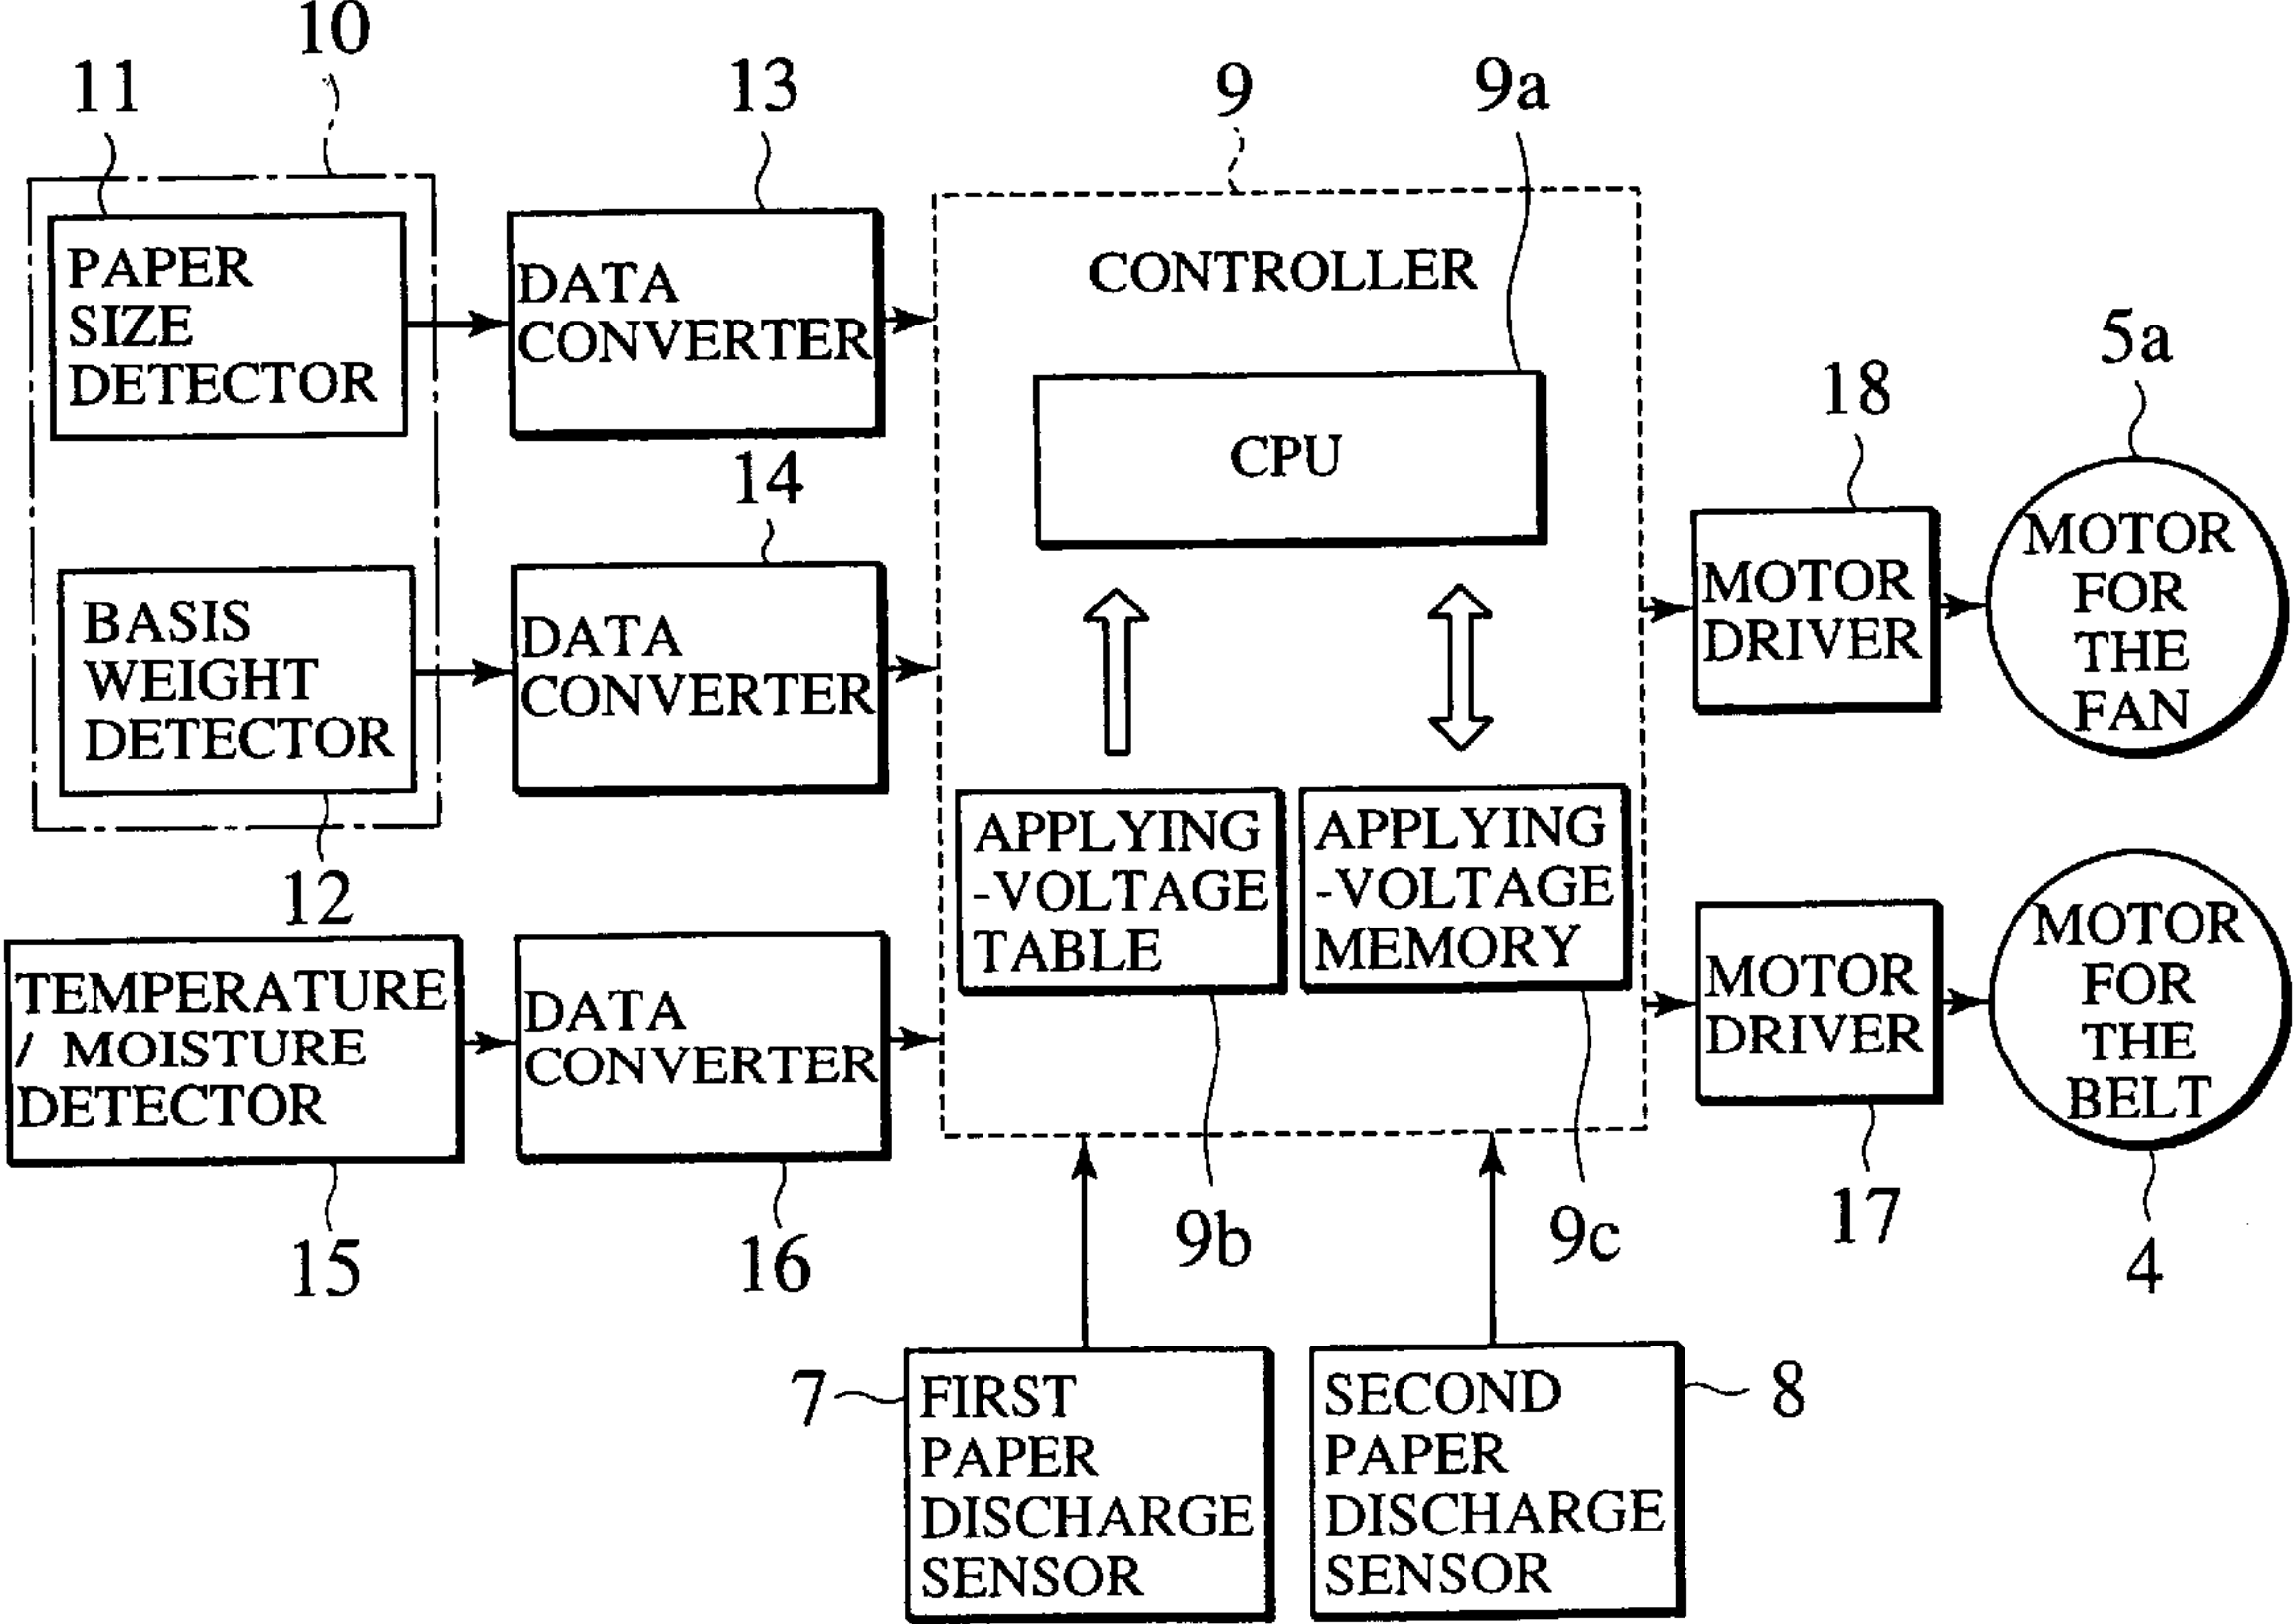 10
11
13
9
9a
PAPER
SIZE
DETECTOR
DATA
CONVERTER
CONTROLLER
CPU
5a
18
14
BASIS
WEIGHT
DETECTOR
DATA
CONVERTER
MOTOR
DRIVER
MOTOR
FOR
THE
FAN
12
APPLYING
-VOLTAGE
TABLE
APPLYING
-VOLTAGE
MEMORY
TEMPERATURE
/ MOISTURE
DETECTOR
DATA
CONVERTER
MOTOR
DRIVER
MOTOR
FOR
THE
BELT
15
16
9b
9c
17
4
7
FIRST
PAPER
DISCHARGE
SENSOR
SECOND
PAPER
DISCHARGE
SENSOR
8